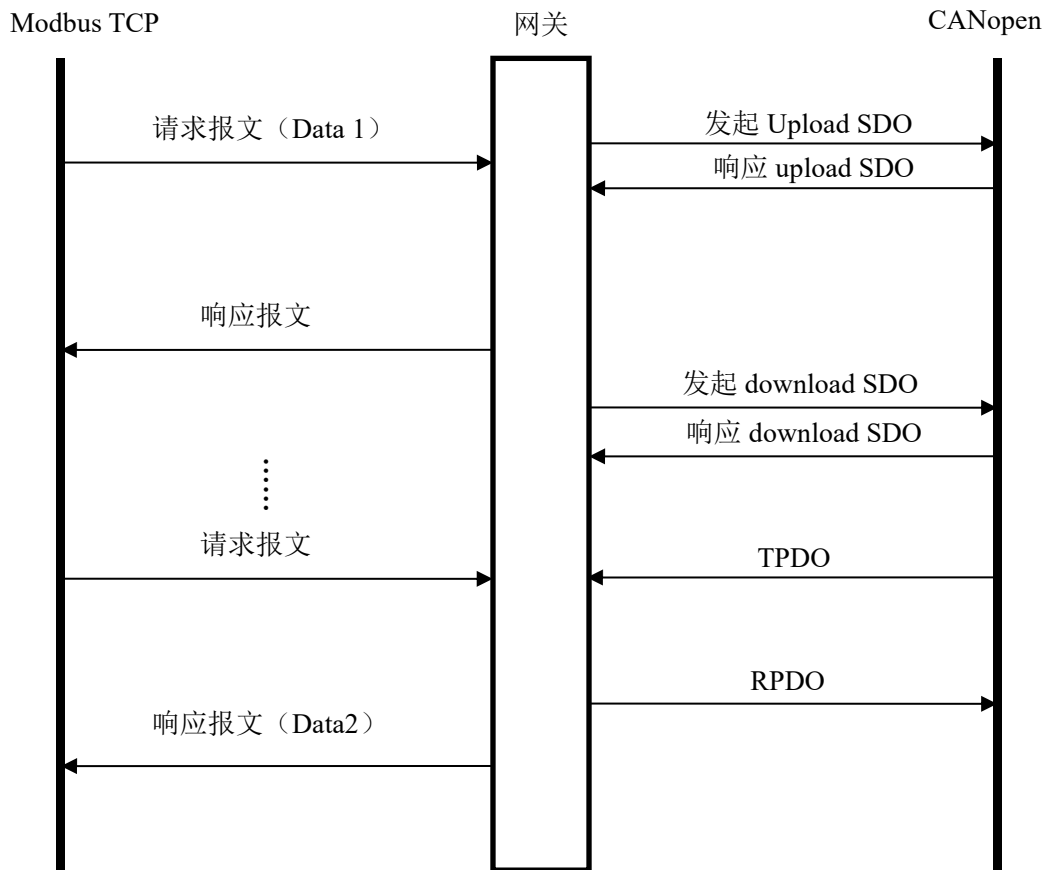 Modbus TCP
网关
CANopen
请求报文（Data 1）
发起 Upload SDO
响应 upload SDO
响应报文
发起 download SDO
响应 download SDO
请求报文
TPDO
RPDO
响应报文（Data2）